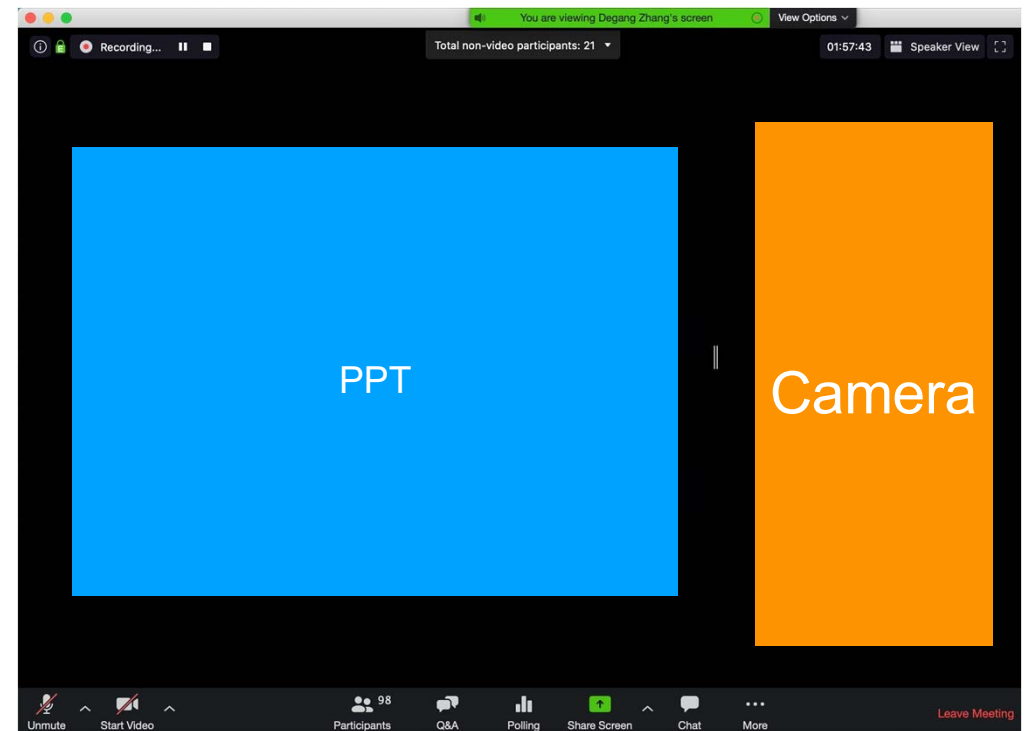 You are viewing Degang Zhang's screen
View Options
Recording...
Total non-video participants: 21
01:57:43
Speaker View
PPT
Camera
98
Unmute
Start Video
Participants
Q&A
Polling
Share Screen
Chat
More
Leave Meeting